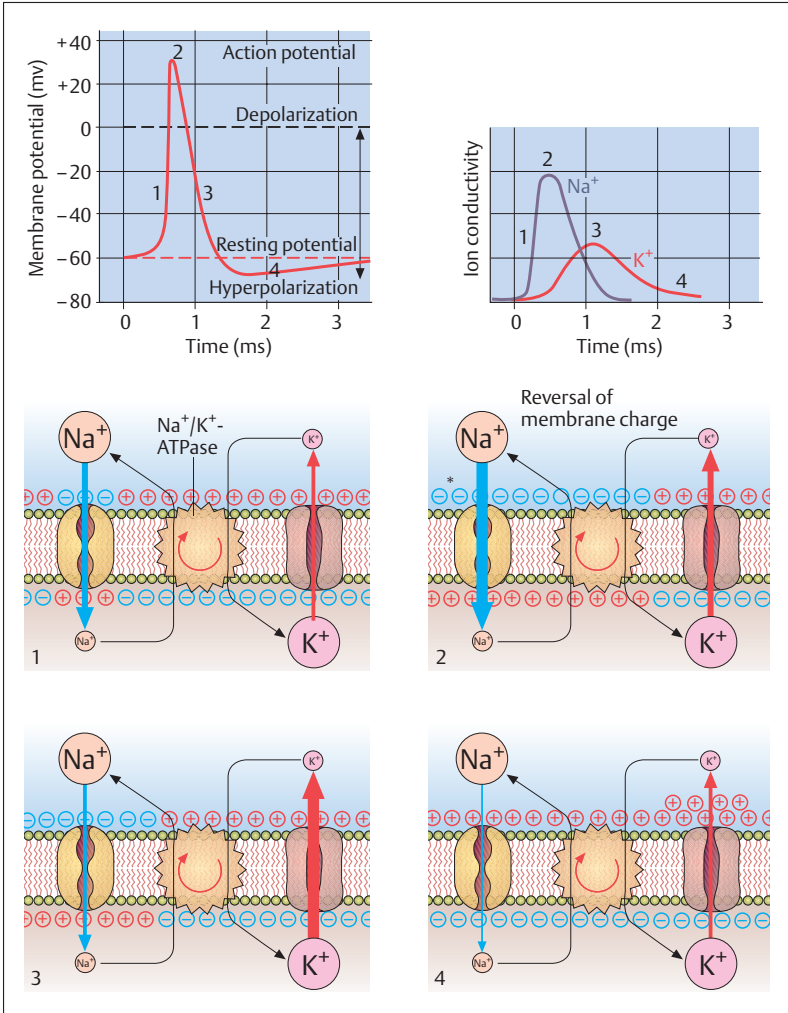 +40
+20
0
−20
−40
−60
−80
Membrane potential (mv)
2
Action potential
Depolarization
1
3
Resting potential
4
Hyperpolarization
0
1
2
3
Time (ms)
Ion conductivity
2
Na⁺
1
3
K⁺
4
0
1
2
3
Time (ms)
Na⁺
Na⁺/K⁺-
ATPase
K⁺
+ + − − − + + + + + + + + + + + +
− − + + + − − − − − − − − − − −
Na⁺
K⁺
1
Reversal of
membrane charge
Na⁺
K⁺
*
Na⁺
K⁺
2
Na⁺
K⁺
Na⁺
K⁺
3
Na⁺
K⁺
Na⁺
K⁺
4